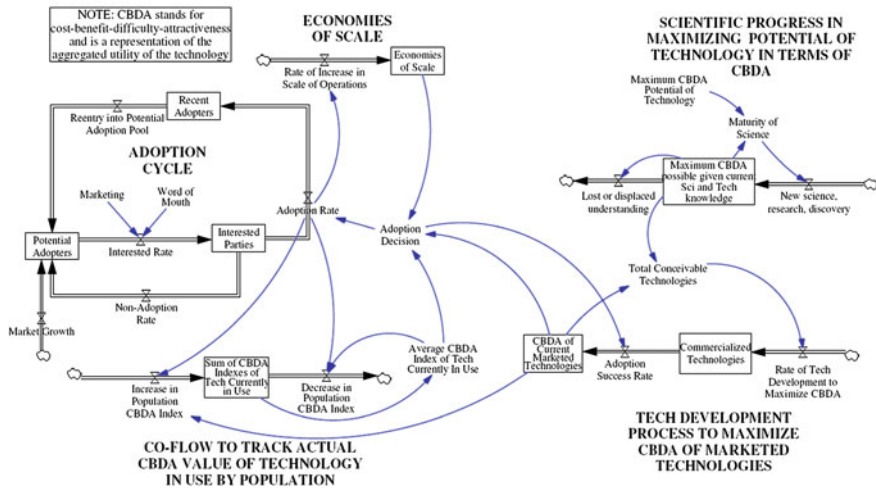 NOTE: CBDA stands for
cost-benefit-difficulty-attractiveness
and is a representation of the
aggregated utility of the technology
ECONOMIES
OF SCALE
Rate of Increase in
Scale of Operations
Economies
of Scale
SCIENTIFIC PROGRESS IN
MAXIMIZING POTENTIAL OF
TECHNOLOGY IN TERMS OF
CBDA
Maximum CBDA
Potential of
Technology
Maturity of
Science
Maximum CBDA
possible given current
Sci and Tech
knowledge
Lost or displaced
understanding
New science,
research, discovery
Recent
Adopters
Reentry into Potential
Adoption Pool
ADOPTION
CYCLE
Marketing
Word of
Mouth
Adoption Rate
Potential
Adopters
Interested Rate
Interested
Parties
Non-Adoption
Rate
Market Growth
Adoption
Decision
Total Conceivable
Technologies
Sum of CBDA
Indexes of
Tech Currently
in Use
Increase in
Population
CBDA Index
Decrease in
Population
CBDA Index
Average CBDA
Index of Tech
Currently In Use
CBDA of
Current
Marketed
Technologies
Adoption
Success Rate
Commercialized
Technologies
Rate of Tech
Development to
Maximize CBDA
CO-FLOW TO TRACK ACTUAL
CBDA VALUE OF TECHNOLOGY
IN USE BY POPULATION
TECH DEVELOPMENT
PROCESS TO MAXIMIZE
CBDA OF MARKETED
TECHNOLOGIES